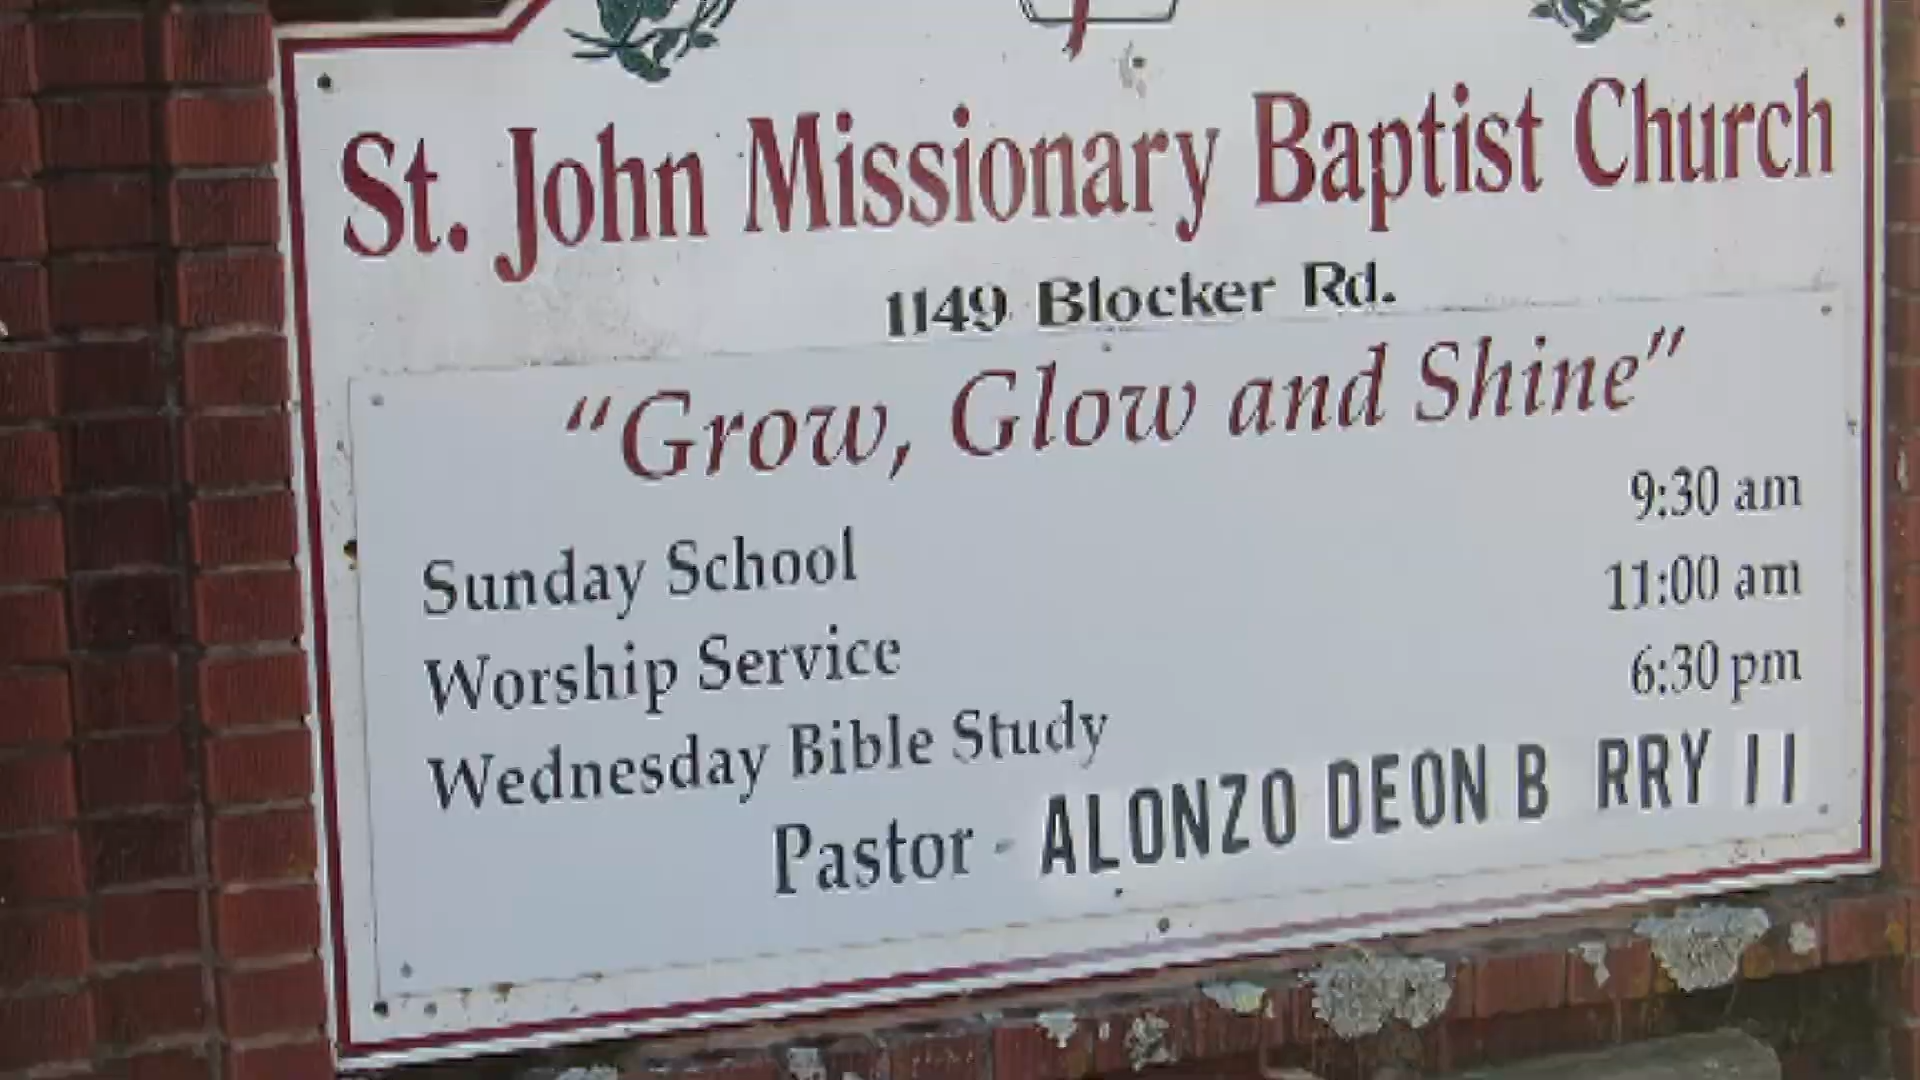 St. John Missionary Baptist Church
1149 Blocker Rd.
"Grow, Glow and Shine"
Sunday School 9:30 am
Worship Service 11:00 am
Wednesday Bible Study 6:30 pm
Pastor - ALONZO DEON B RRY II